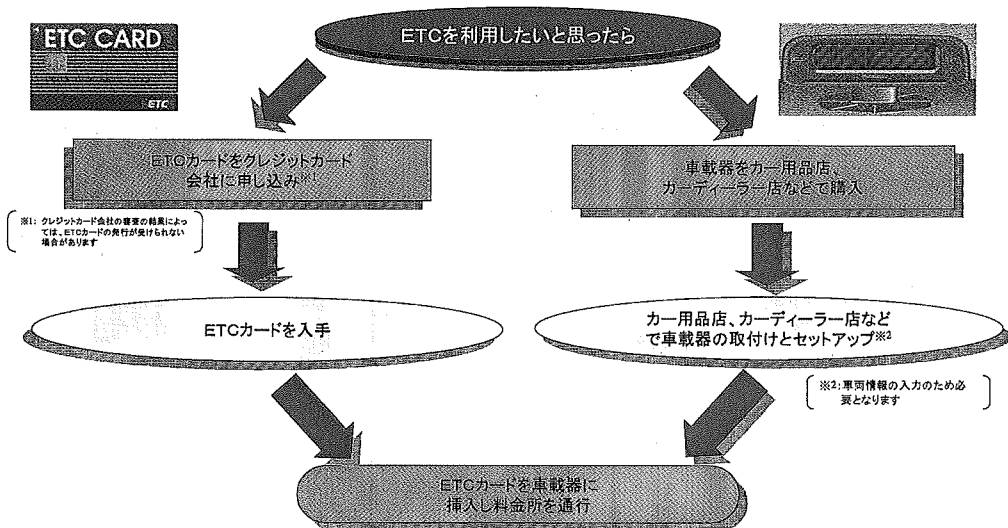 ETCを利用したいと思ったら
ETC CARD
ETC
ETCカードをクレジットカード
会社に申し込み※1
車載器をカー用品店、
カーディーラー店などで購入
※1: クレジットカード会社の審査の結果によっ
ては、ETCカードの発行が受けられない
場合があります
ETCカードを入手
カー用品店、カーディーラー店など
で車載器の取付けとセットアップ※2
※2:車両情報の入力のため必
要となります
ETCカードを車載器に
挿入し料金所を通行